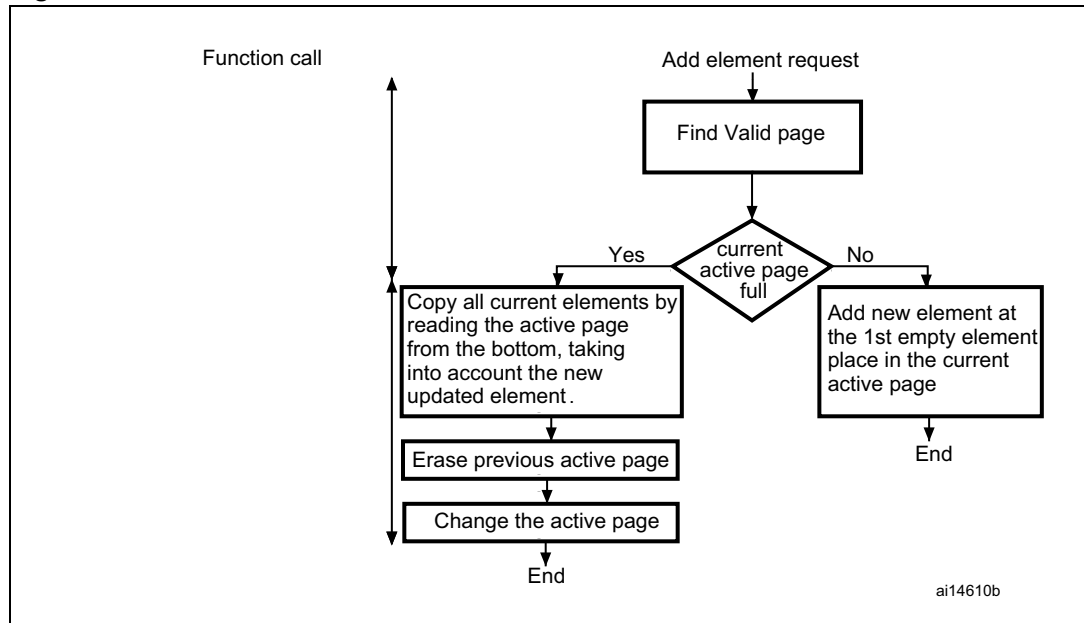 Function call
Add element request
Find Valid page
current
active page
full
Yes
No
Copy all current elements by
reading the active page
from the bottom, taking
into account the new
updated element.
Add new element at
the 1st empty element
place in the current
active page
Erase previous active page
End
Change the active page
End
ai14610b